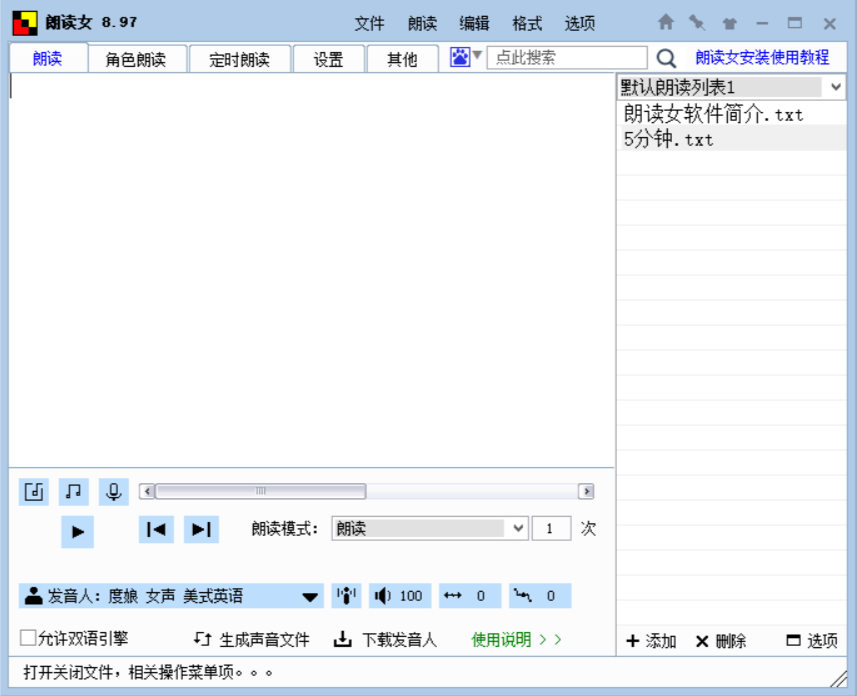 朗读女 8.97
文件 朗读 编辑 格式 选项
朗读 角色朗读 定时朗读 设置 其他 点此搜索 朗读女安装使用教程
默认朗读列表1
朗读女软件简介.txt
5分钟.txt
朗读模式： 朗读 1 次
发音人：度娘 女声 美式英语 100 0 0
允许双语引擎 生成声音文件 下载发音人 使用说明 >> 添加 删除 选项
打开关闭文件，相关操作菜单项。。。